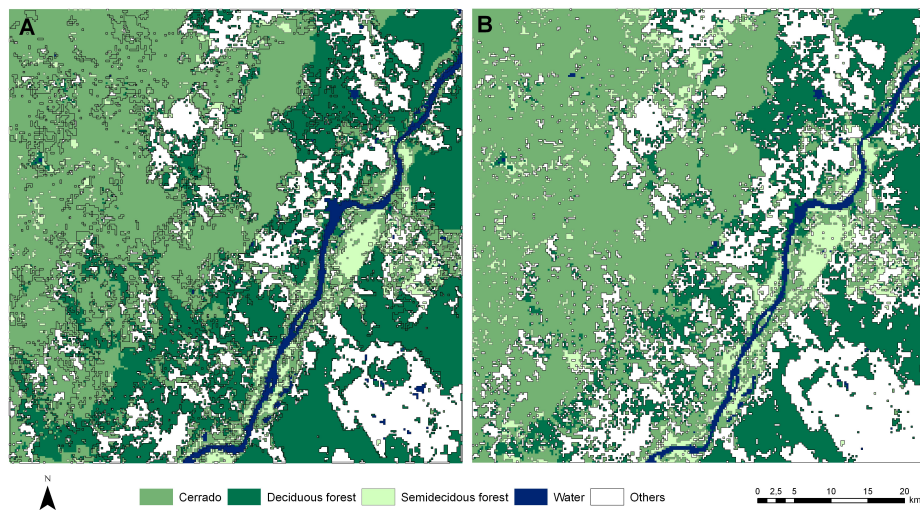 A
B
N
Cerrado
Deciduous forest
Semidecidous forest
Water
Others
0 2.5 5 10 15 20
km